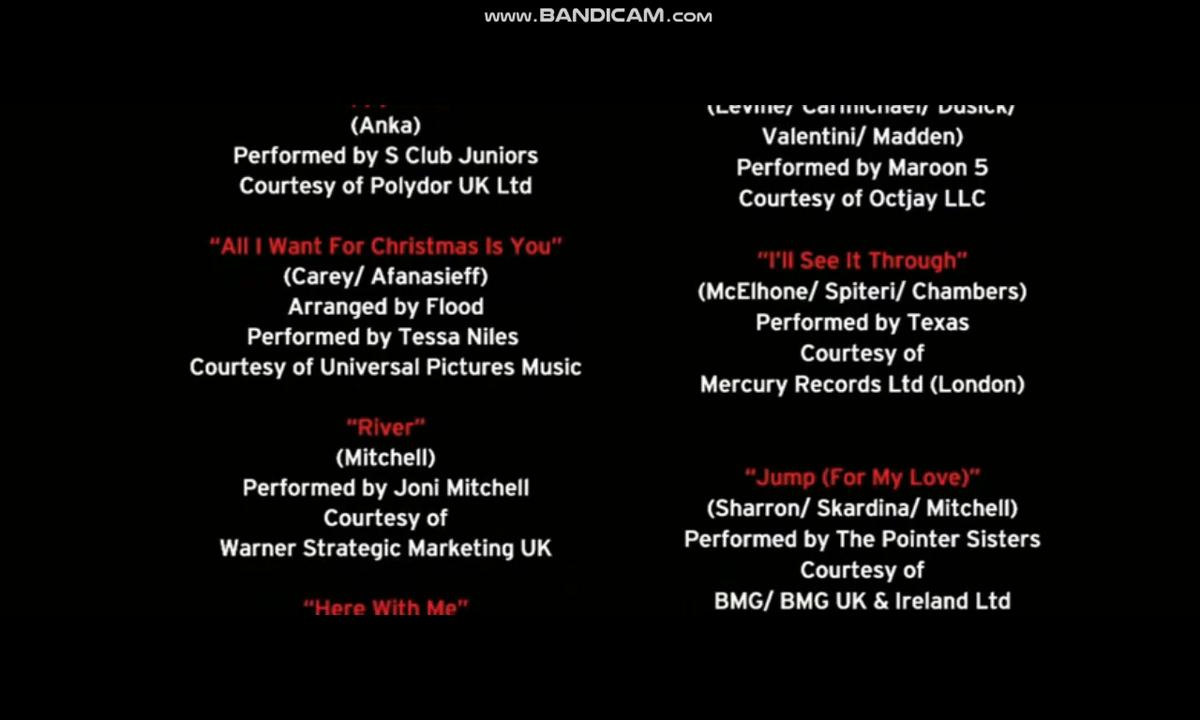 www.BANDICAM.com
(Anka)
Performed by S Club Juniors
Courtesy of Polydor UK Ltd
“All I Want For Christmas Is You”
(Carey/ Afanasieff)
Arranged by Flood
Performed by Tessa Niles
Courtesy of Universal Pictures Music
“River”
(Mitchell)
Performed by Joni Mitchell
Courtesy of
Warner Strategic Marketing UK
“Here With Me”
(Levine/ Carmichael/ Dusick/
Valentini/ Madden)
Performed by Maroon 5
Courtesy of Octjay LLC
“I'll See It Through”
(McElhone/ Spiteri/ Chambers)
Performed by Texas
Courtesy of
Mercury Records Ltd (London)
“Jump (For My Love)”
(Sharron/ Skardina/ Mitchell)
Performed by The Pointer Sisters
Courtesy of
BMG/ BMG UK & Ireland Ltd